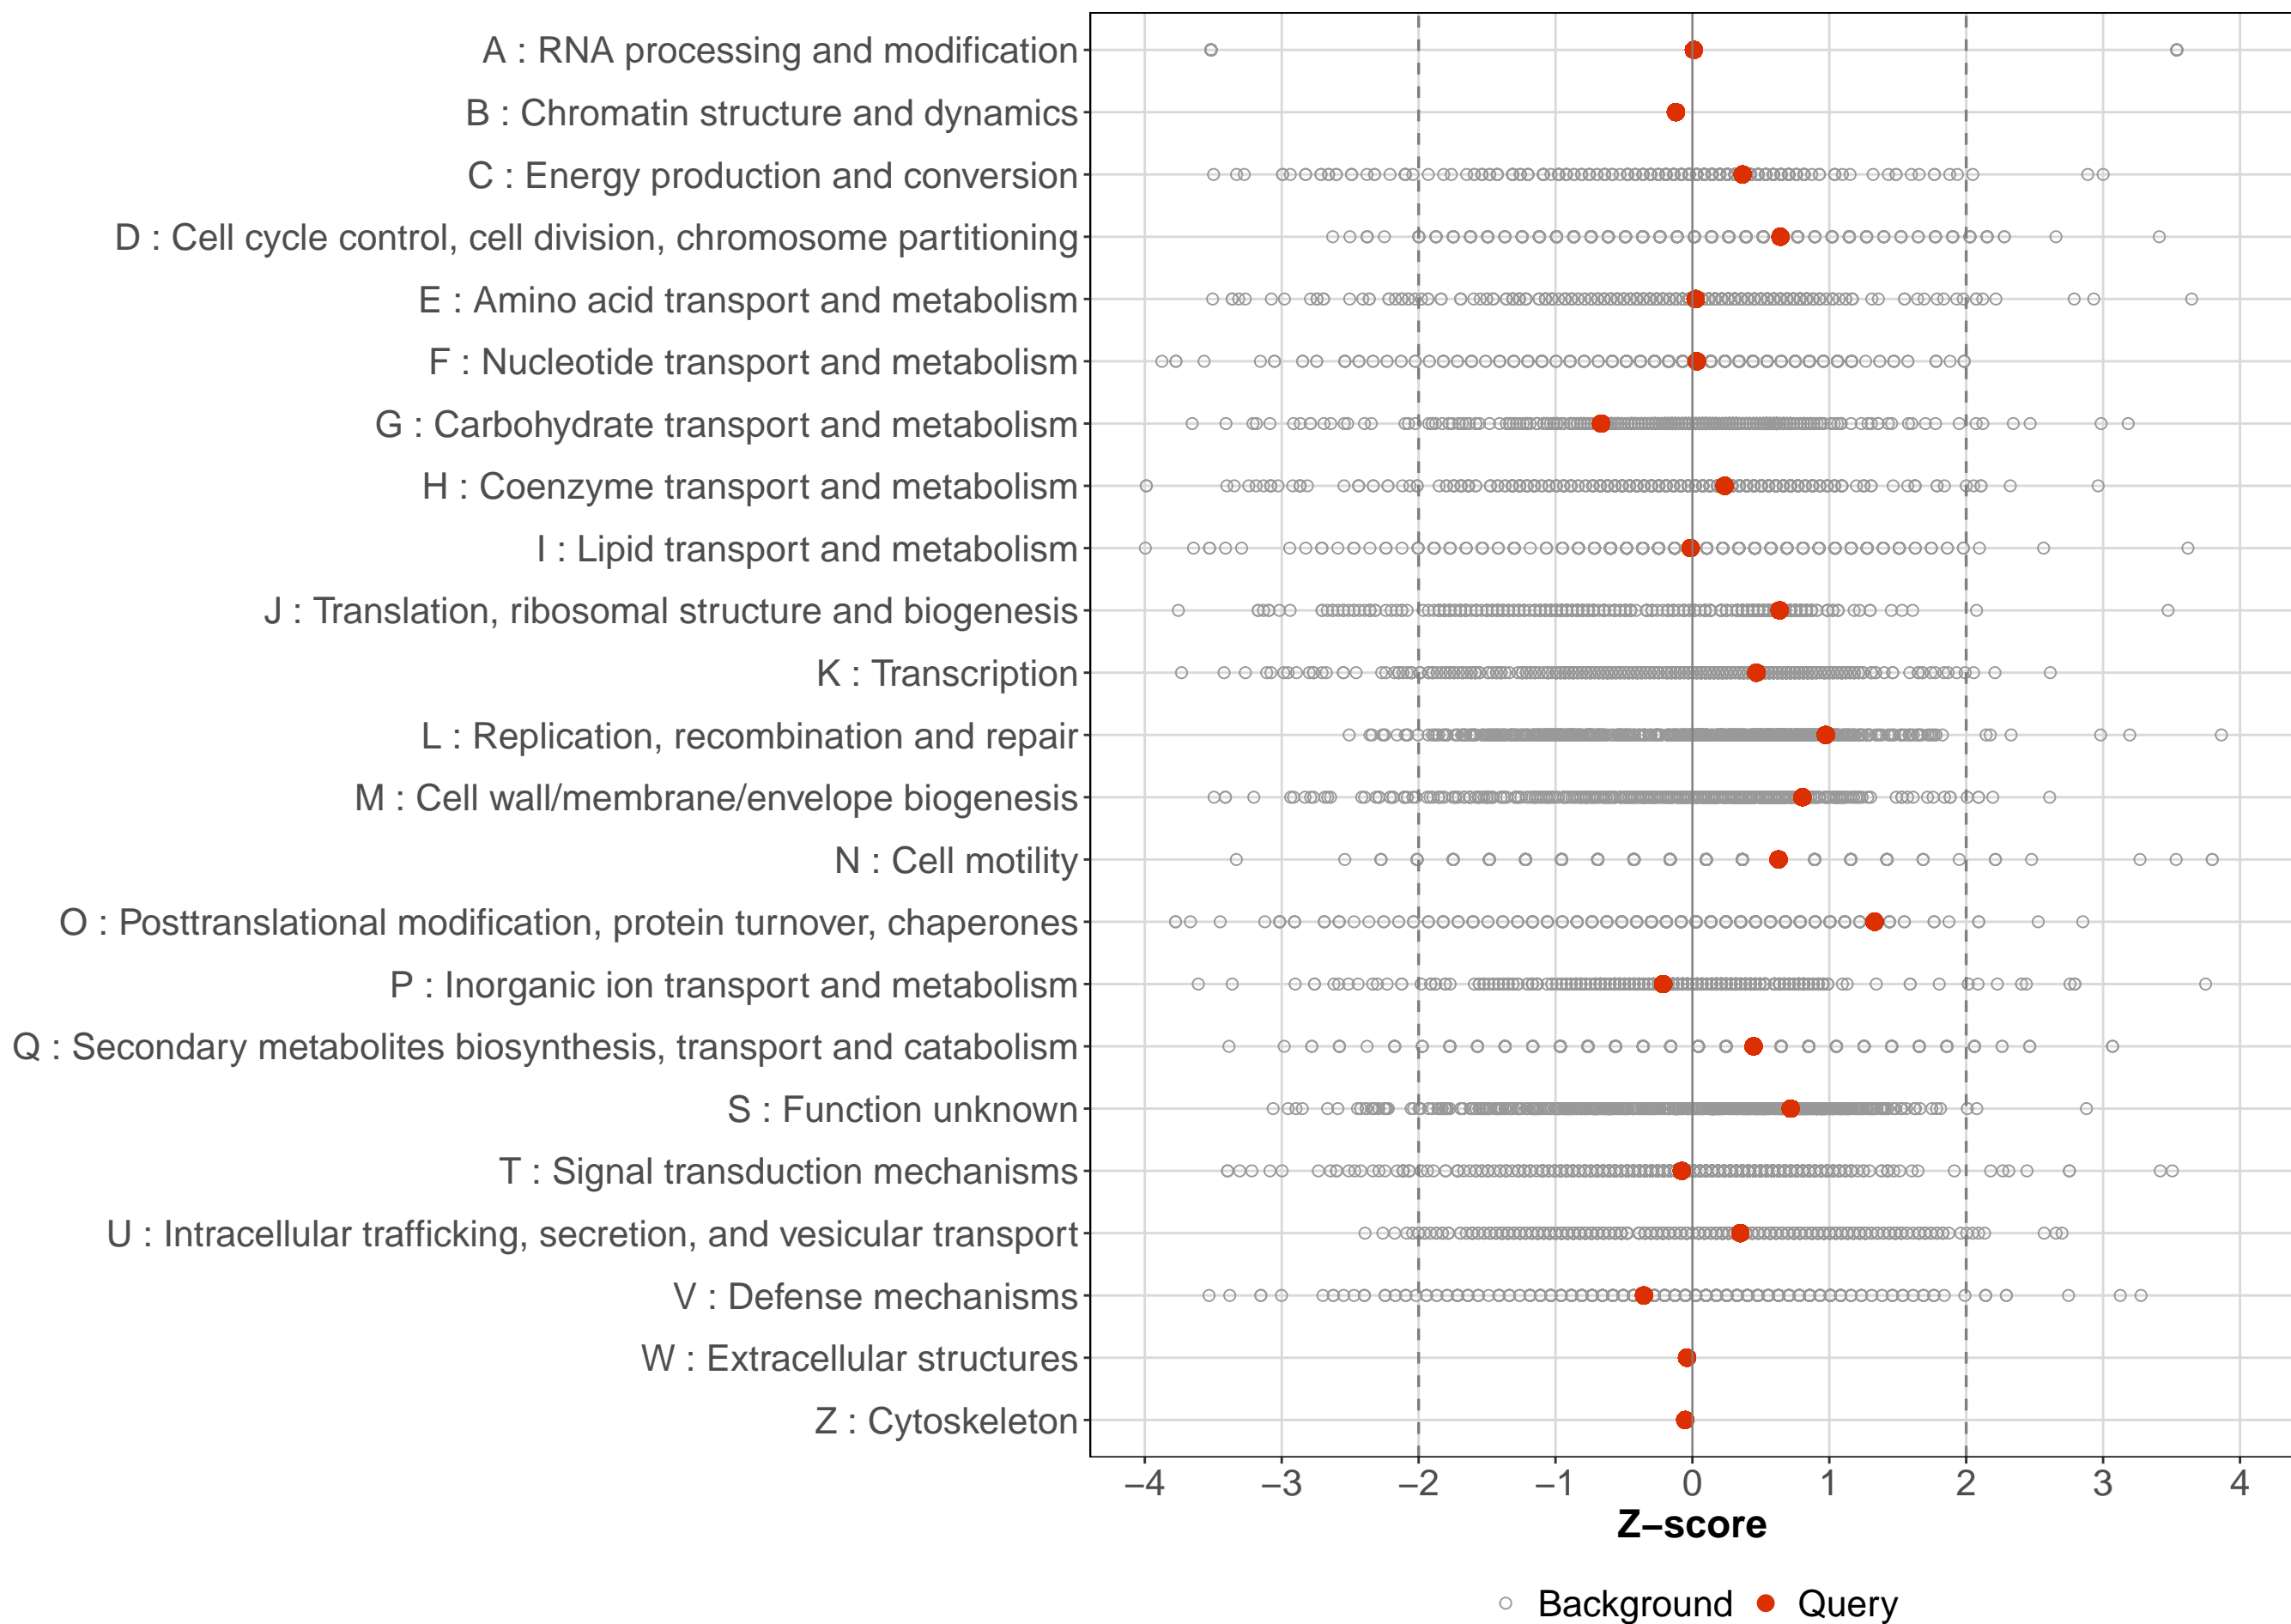 A : RNA processing and modification
B : Chromatin structure and dynamics
C : Energy production and conversion
D : Cell cycle control, cell division, chromosome partitioning
E : Amino acid transport and metabolism
F : Nucleotide transport and metabolism
G : Carbohydrate transport and metabolism
H : Coenzyme transport and metabolism
I : Lipid transport and metabolism
J : Translation, ribosomal structure and biogenesis
K : Transcription
L : Replication, recombination and repair
M : Cell wall/membrane/envelope biogenesis
N : Cell motility
O : Posttranslational modification, protein turnover, chaperones
P : Inorganic ion transport and metabolism
Q : Secondary metabolites biosynthesis, transport and catabolism
S : Function unknown
T : Signal transduction mechanisms
U : Intracellular trafficking, secretion, and vesicular transport
V : Defense mechanisms
W : Extracellular structures
Z : Cytoskeleton
−4 −3 −2 −1 0 1 2 3 4
Z−score
Background Query